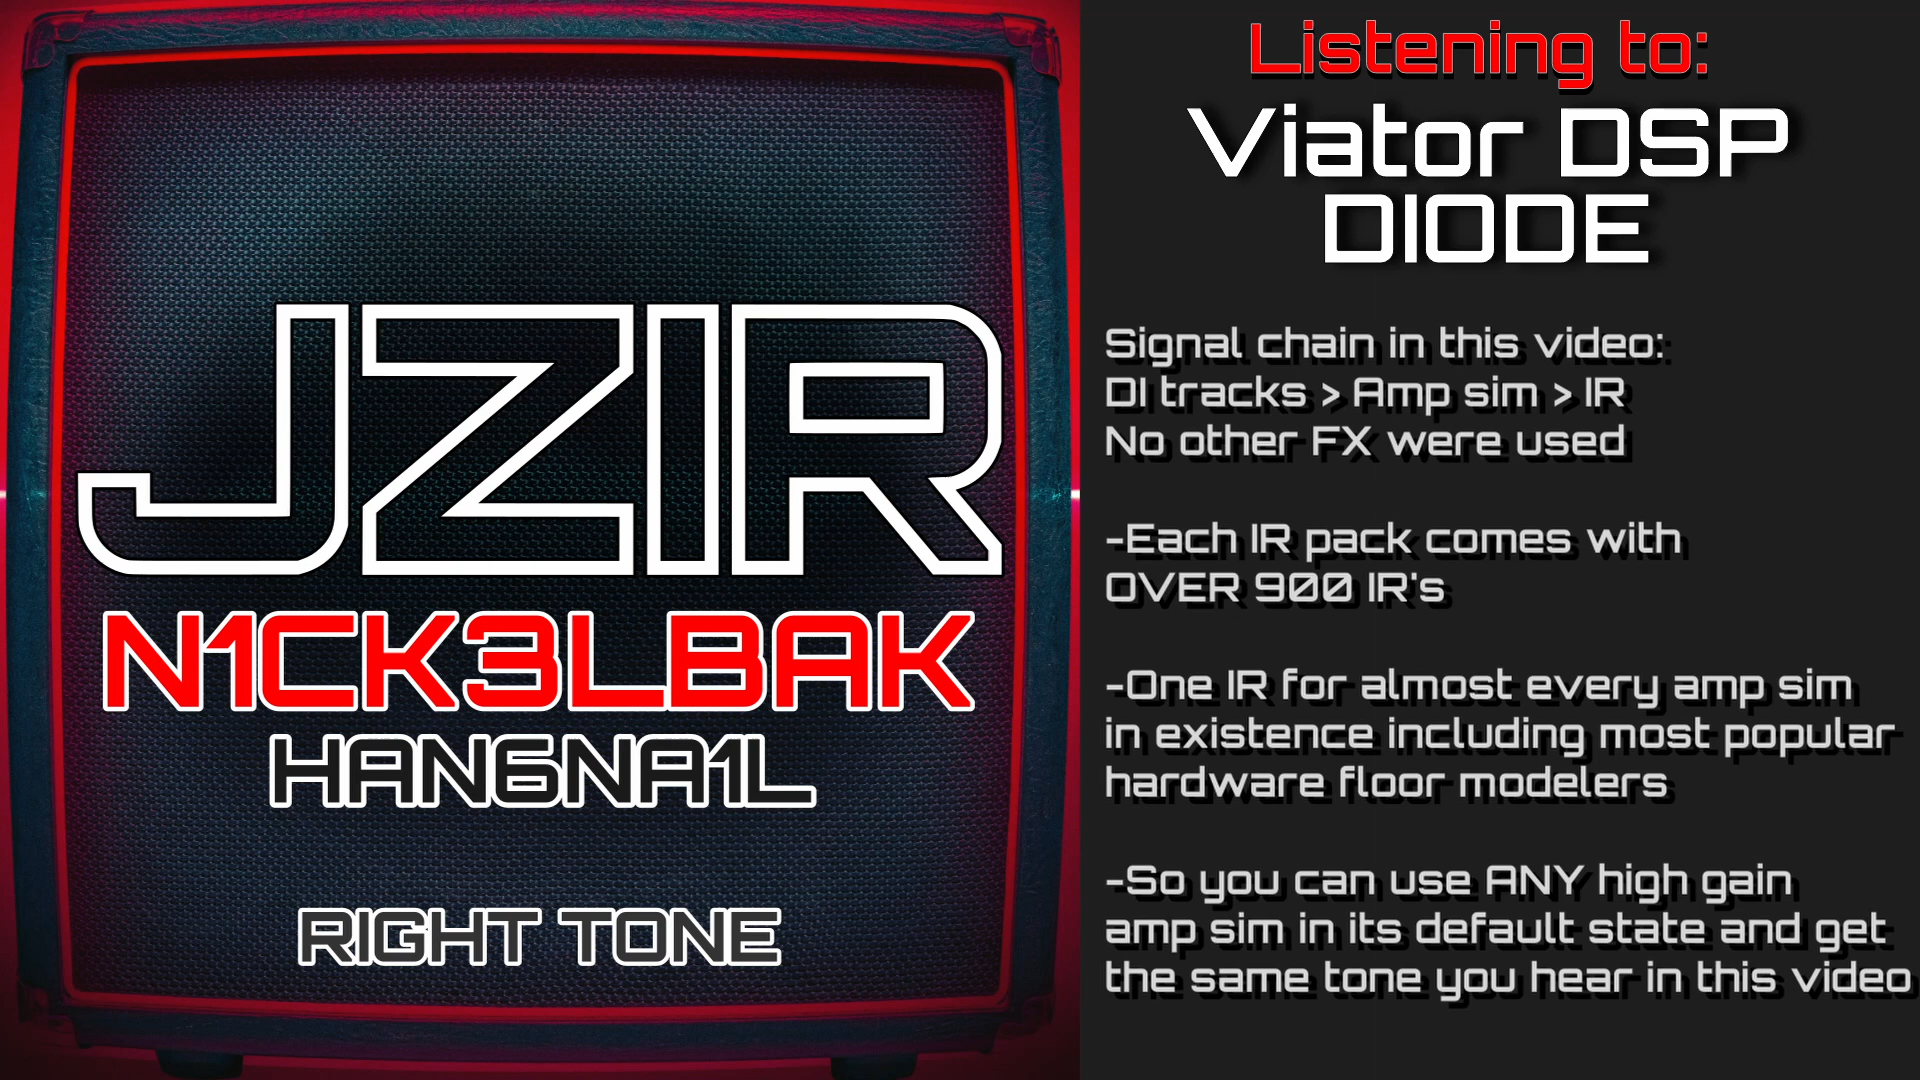 JZIR
N1CK3LBAK
HAN6NA1L
RIGHT TONE
Listening to:
Viator DSP
DIODE
Signal chain in this video:
DI tracks > Amp sim > IR
No other FX were used
-Each IR pack comes with
OVER 900 IR's
-One IR for almost every amp sim
in existence including most popular
hardware floor modelers
-So you can use ANY high gain
amp sim in its default state and get
the same tone you hear in this video